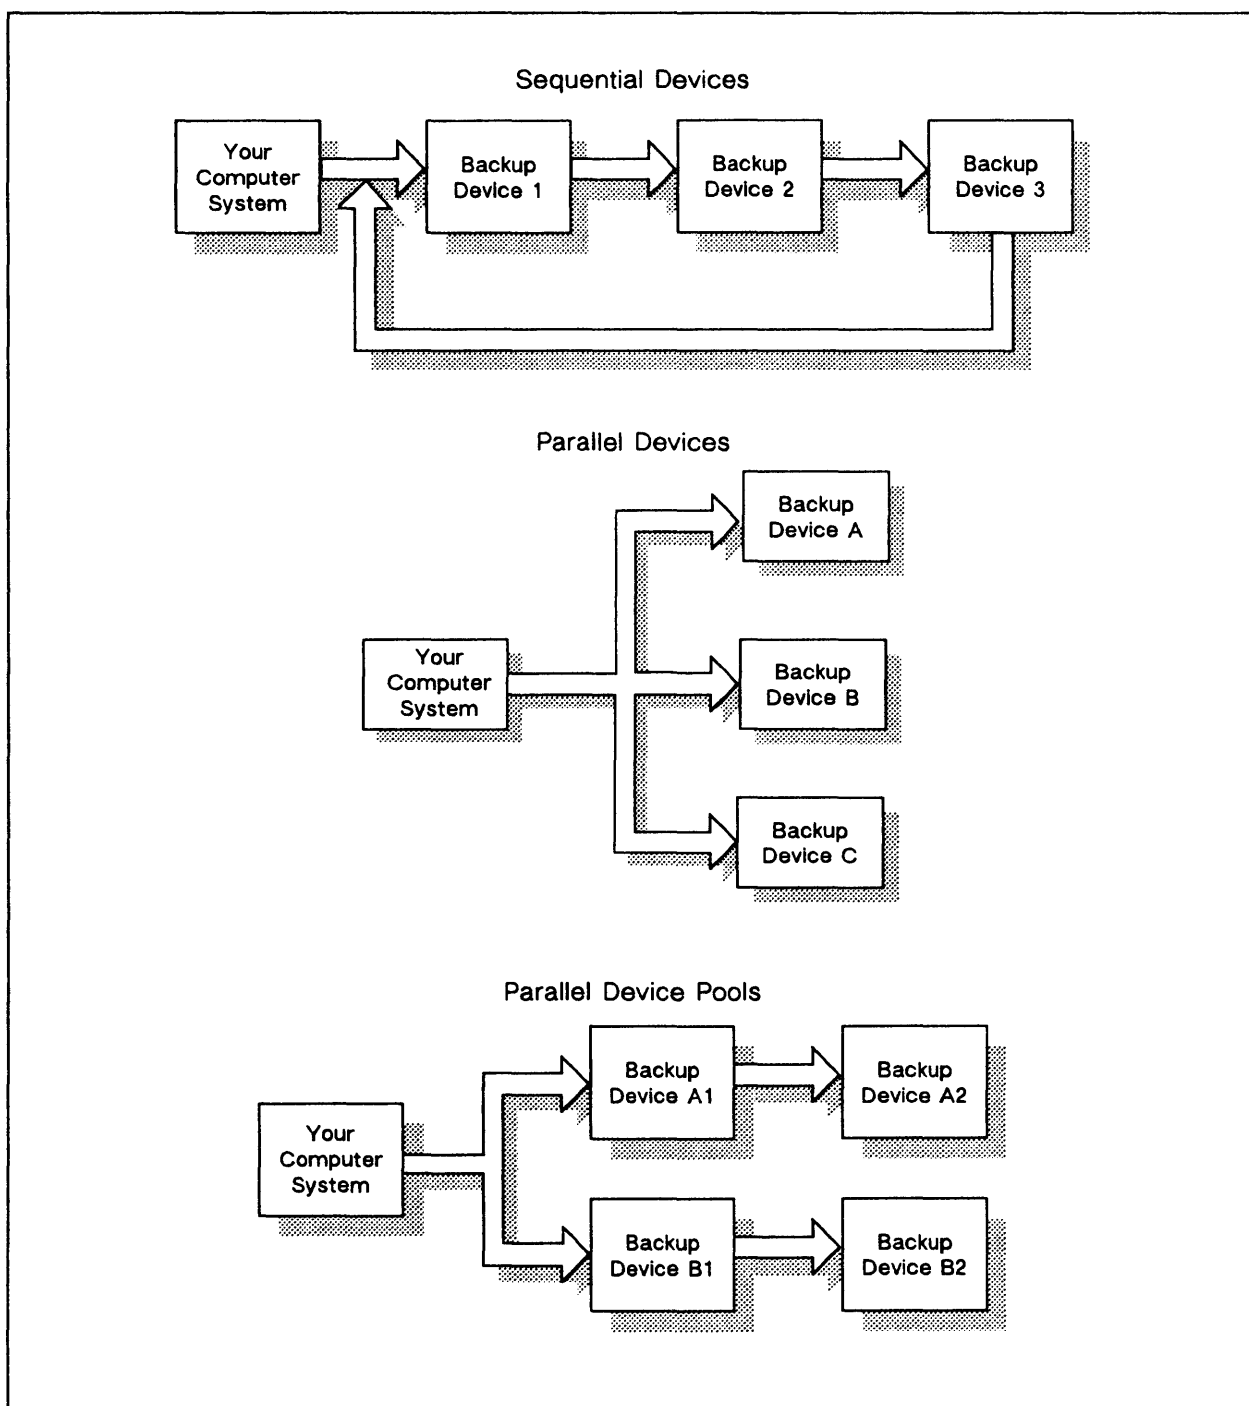 Sequential Devices
Your
Computer
System
Backup
Device 1
Backup
Device 2
Backup
Device 3
Parallel Devices
Backup
Device A
Your
Computer
System
Backup
Device B
Backup
Device C
Parallel Device Pools
Your
Computer
System
Backup
Device A1
Backup
Device A2
Backup
Device B1
Backup
Device B2